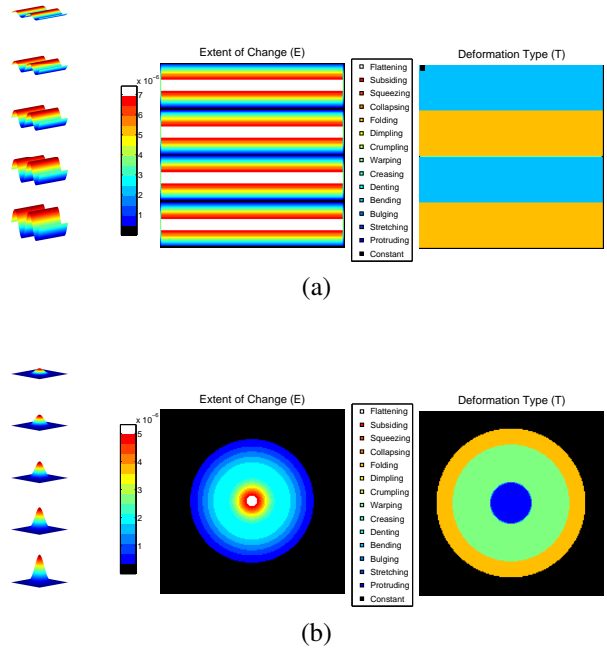 Extent of Change (E)
Deformation Type (T)
x 10⁻⁶
7
6
5
4
3
2
1
Flattening
Subsiding
Squeezing
Collapsing
Folding
Dimpling
Crumpling
Warping
Creasing
Denting
Bending
Bulging
Stretching
Protruding
Constant
(a)
Extent of Change (E)
Deformation Type (T)
x 10⁻⁶
5
4
3
2
1
Flattening
Subsiding
Squeezing
Collapsing
Folding
Dimpling
Crumpling
Warping
Creasing
Denting
Bending
Bulging
Stretching
Protruding
Constant
(b)